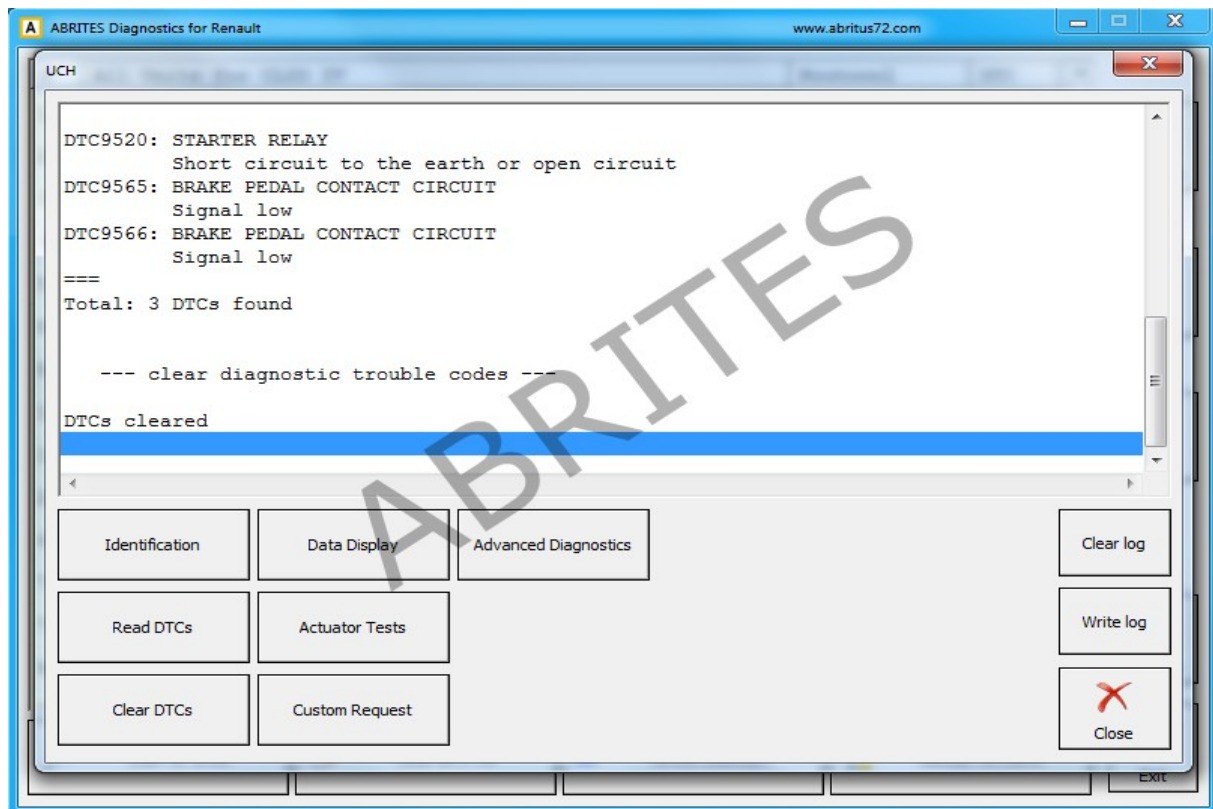 A ABRITES Diagnostics for Renault www.abritus72.com
UCH
DTC9520: STARTER RELAY
Short circuit to the earth or open circuit
DTC9565: BRAKE PEDAL CONTACT CIRCUIT
Signal low
DTC9566: BRAKE PEDAL CONTACT CIRCUIT
Signal low
===
Total: 3 DTCs found
--- clear diagnostic trouble codes ---
DTCs cleared
ABRITES
Identification Data Display Advanced Diagnostics Clear log
Read DTCs Actuator Tests Write log
Clear DTCs Custom Request Close
Exit